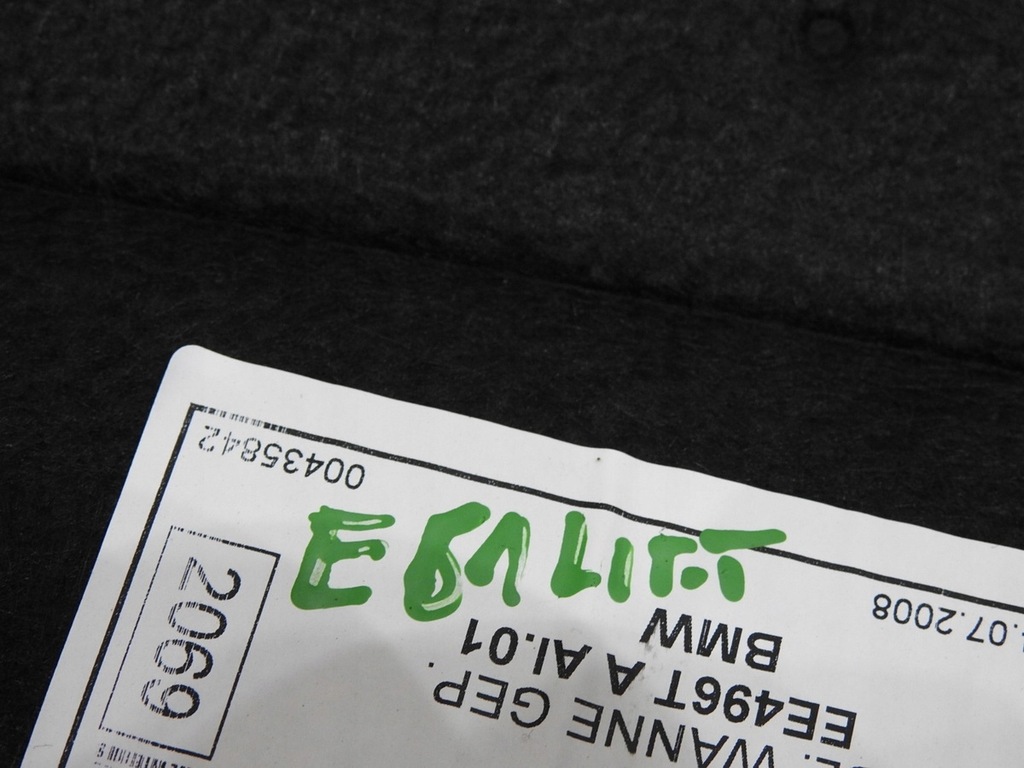 00435842
E61 LIFT
.07.2008
BMW
EE496T A AI.01
WANNE GEP.
2069